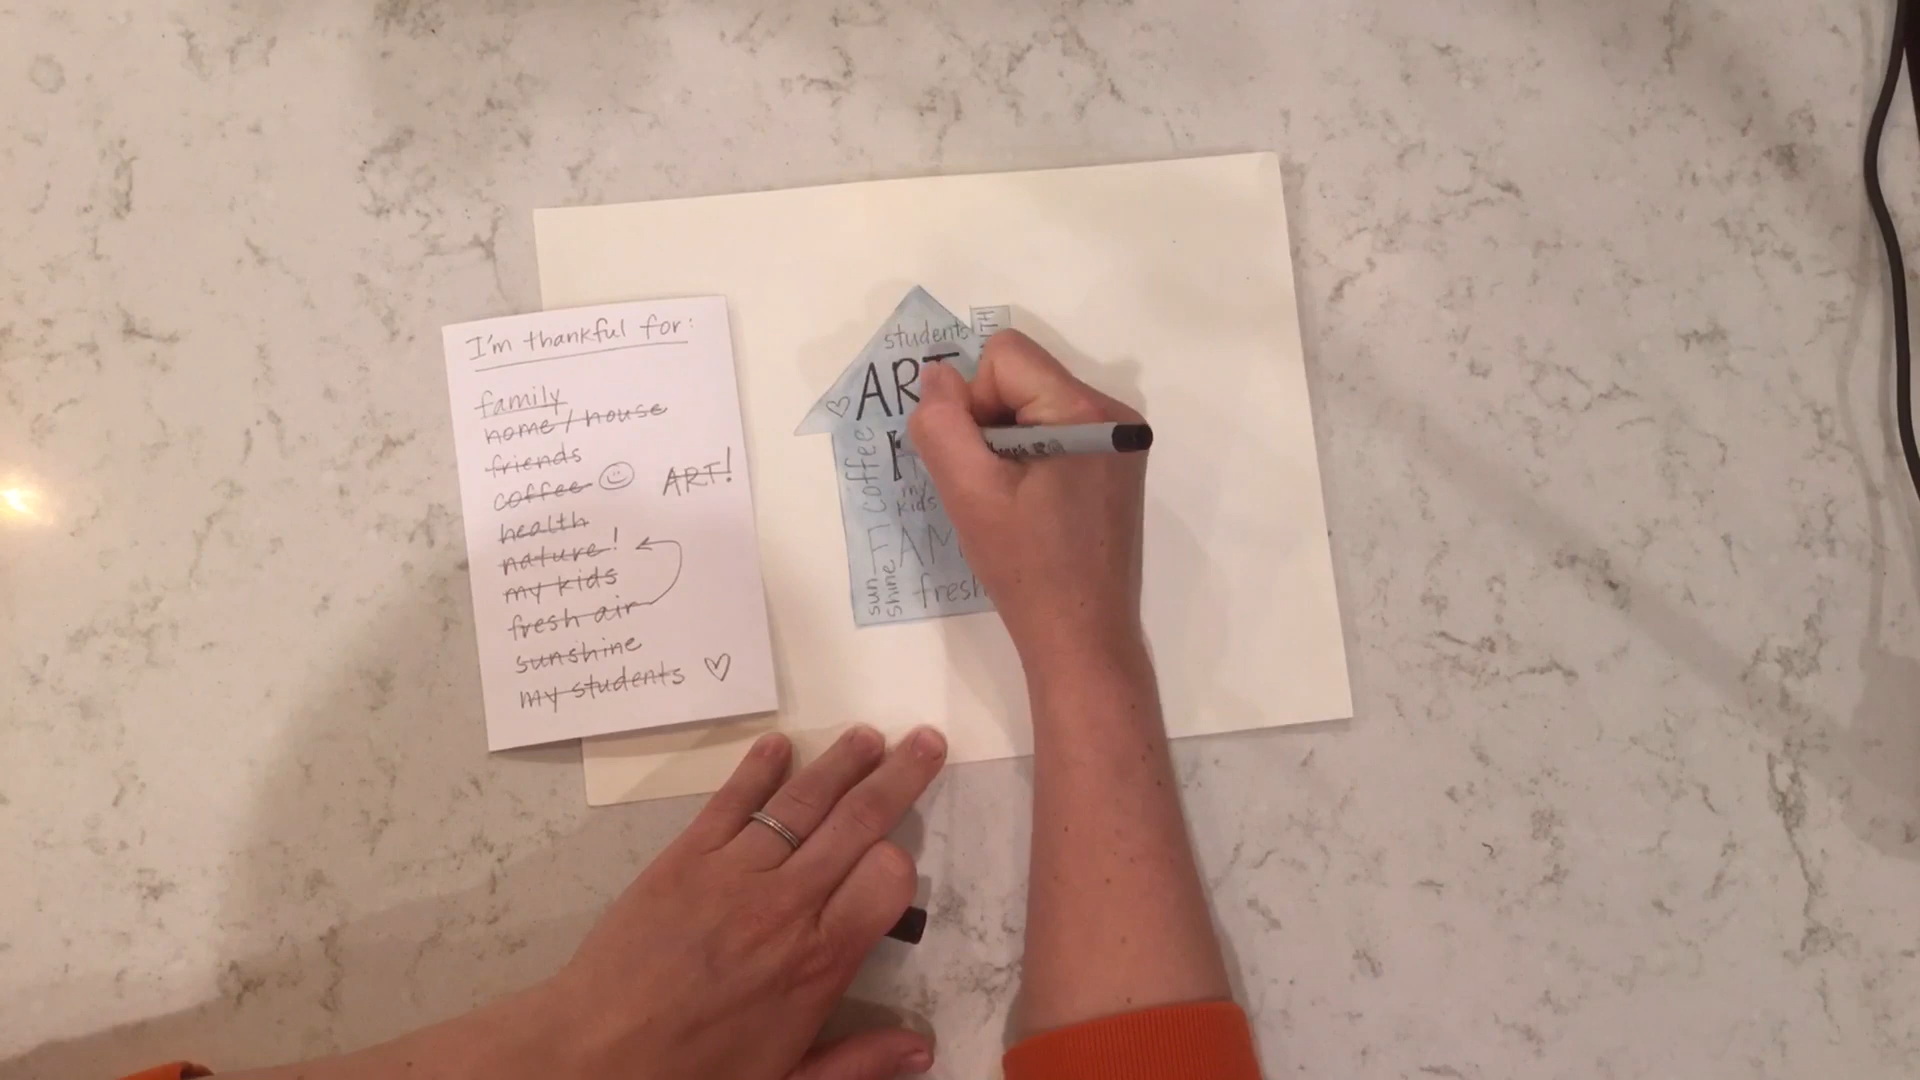 I'm thankful for:
family
home / house
friends
coffee
ART!
health
nature!
my kids
fresh air
sunshine
my students
students
ART
coffee
my
kids
sun
shine
fresh